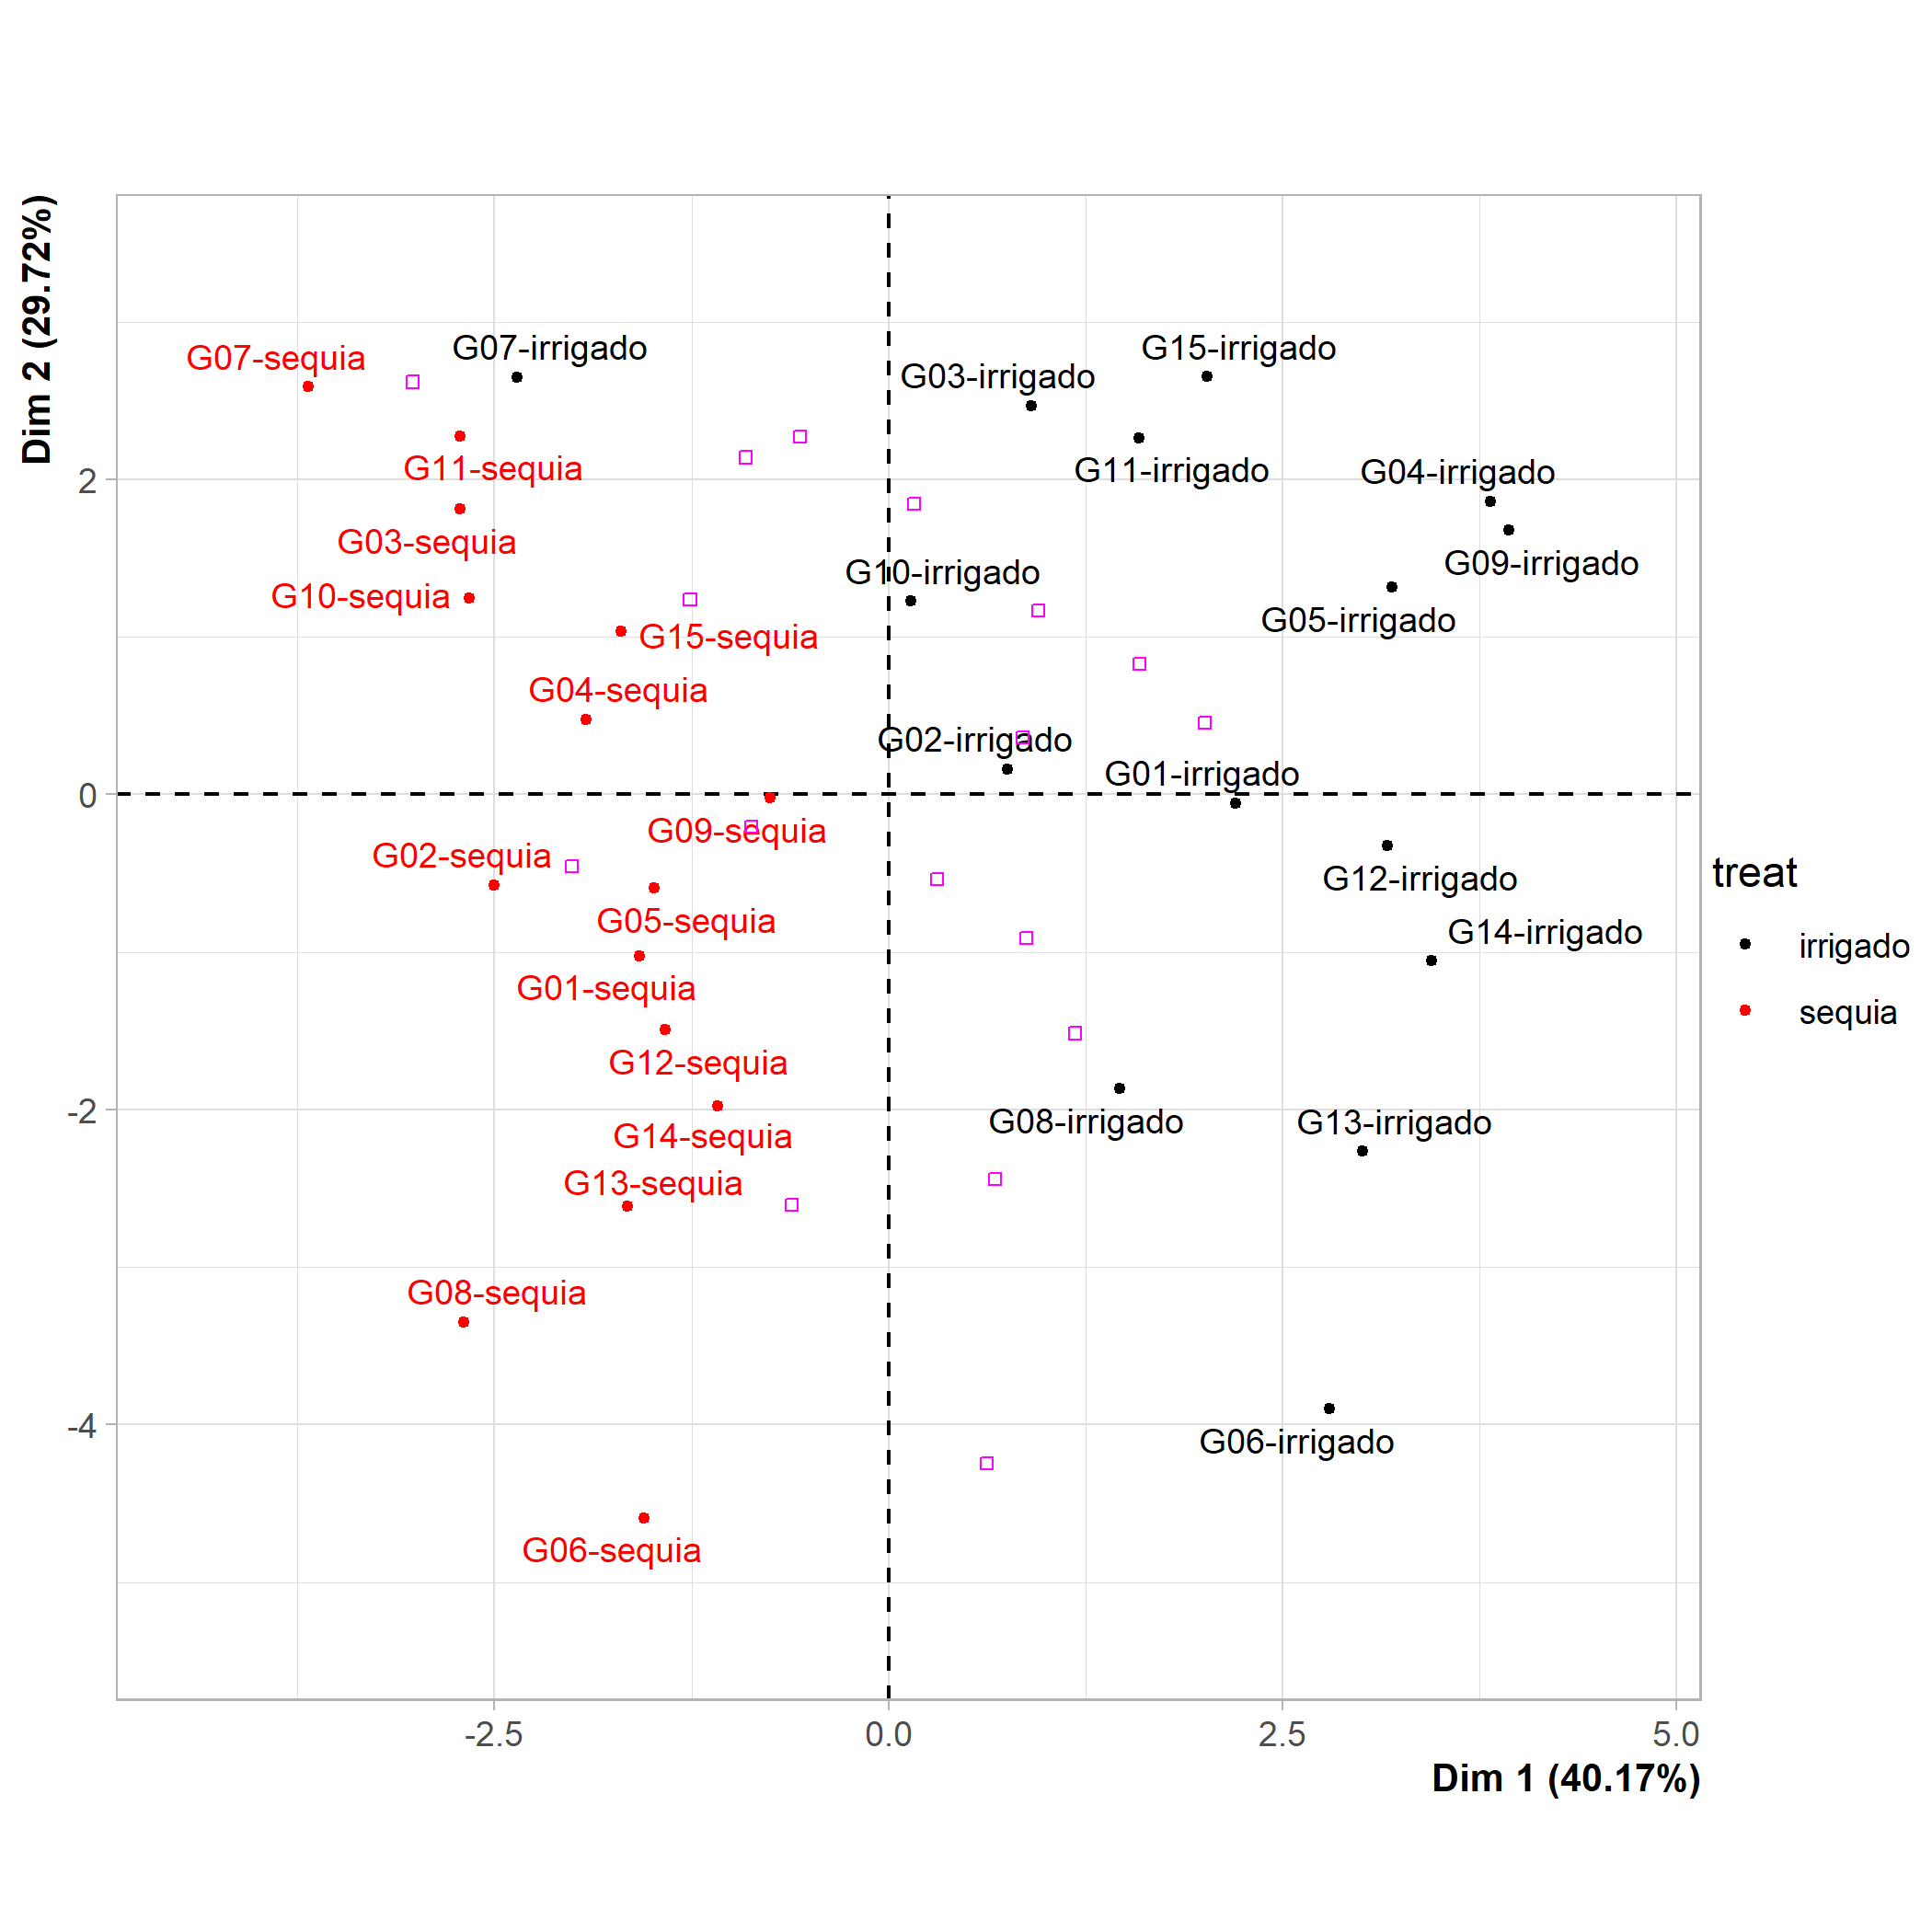 Dim 2 (29.72%)
G07-irrigado
G15-irrigado
G07-sequia
G03-irrigado
G11-sequia
G11-irrigado
G04-irrigado
2
G03-sequia
G09-irrigado
G10-irrigado
G10-sequia
G05-irrigado
G15-sequia
G04-sequia
G02-irrigado
G01-irrigado
0
G09-sequia
G02-sequia
treat
G12-irrigado
G05-sequia
G14-irrigado
irrigado
G01-sequia
sequia
G12-sequia
-2
G08-irrigado
G13-irrigado
G14-sequia
G13-sequia
G08-sequia
-4
G06-irrigado
G06-sequia
-2.5 0.0 2.5 5.0
Dim 1 (40.17%)